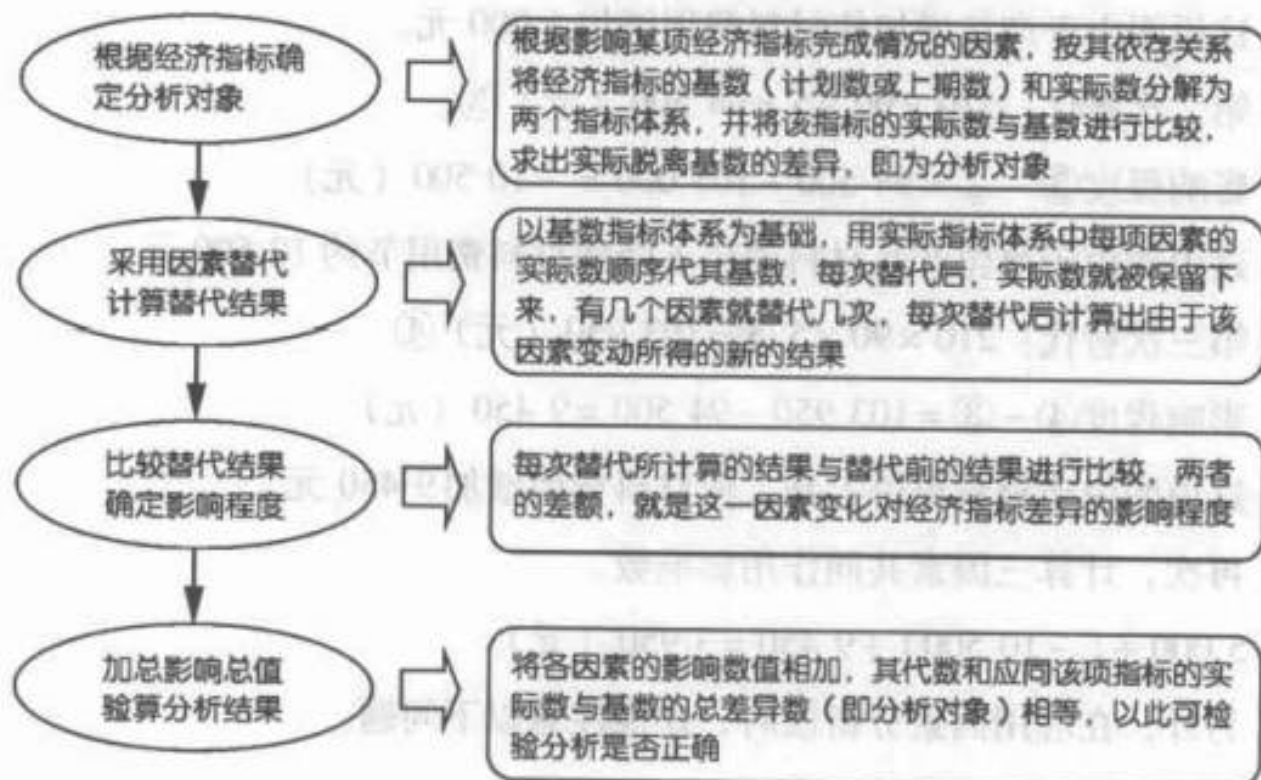 根据经济指标确
定分析对象
根据影响某项经济指标完成情况的因素，按其依存关系
将经济指标的基数（计划数或上期数）和实际数分解为
两个指标体系，并将该指标的实际数与基数进行比较，
求出实际脱离基数的差异，即为分析对象
采用因素替代
计算替代结果
以基数指标体系为基础，用实际指标体系中每项因素的
实际数顺序代其基数，每次替代后，实际数就被保留下
来，有几个因素就替代几次，每次替代后计算出由于该
因素变动所得的新的结果
比较替代结果
确定影响程度
每次替代所计算的结果与替代前的结果进行比较，两者
的差额，就是这一因素变化对经济指标差异的影响程度
加总影响总值
验算分析结果
将各因素的影响数值相加，其代数和应同该项指标的实
际数与基数的总差异数（即分析对象）相等，以此可检
验分析是否正确